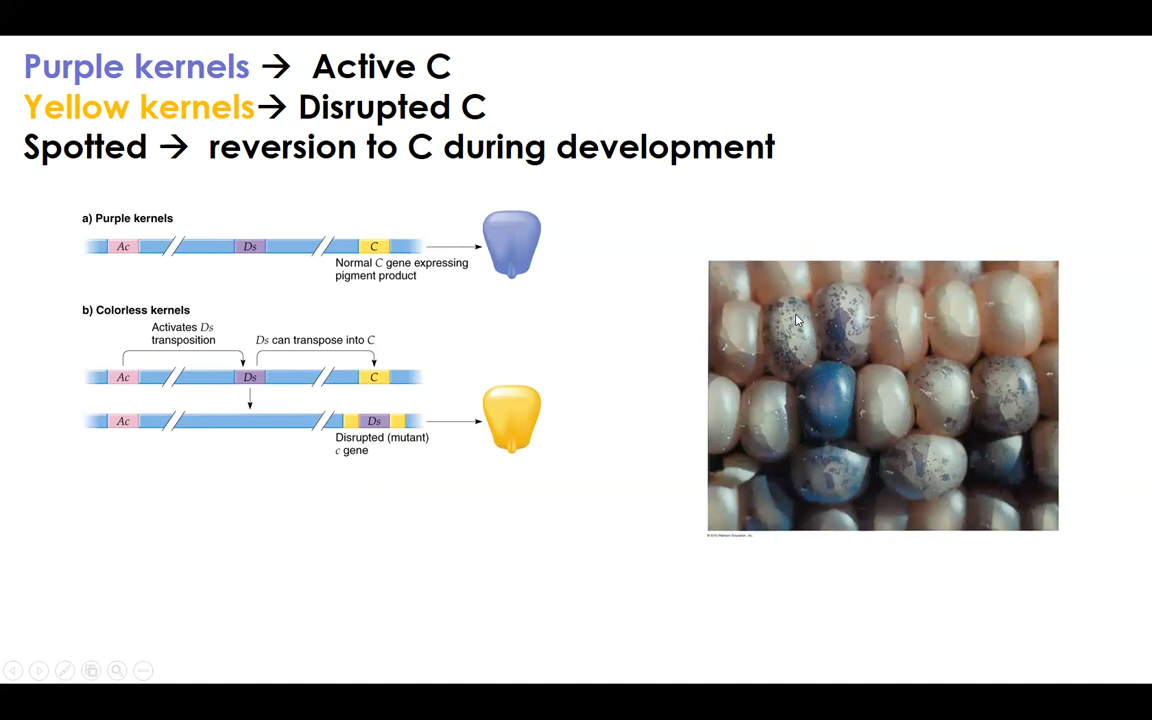 Purple kernels → Active C
Yellow kernels→ Disrupted C
Spotted → reversion to C during development
a) Purple kernels
Ac Ds C
Normal C gene expressing
pigment product
b) Colorless kernels
Activates Ds
transposition
Ds can transpose into C
Ac Ds C
Ac Ds
Disrupted (mutant)
c gene